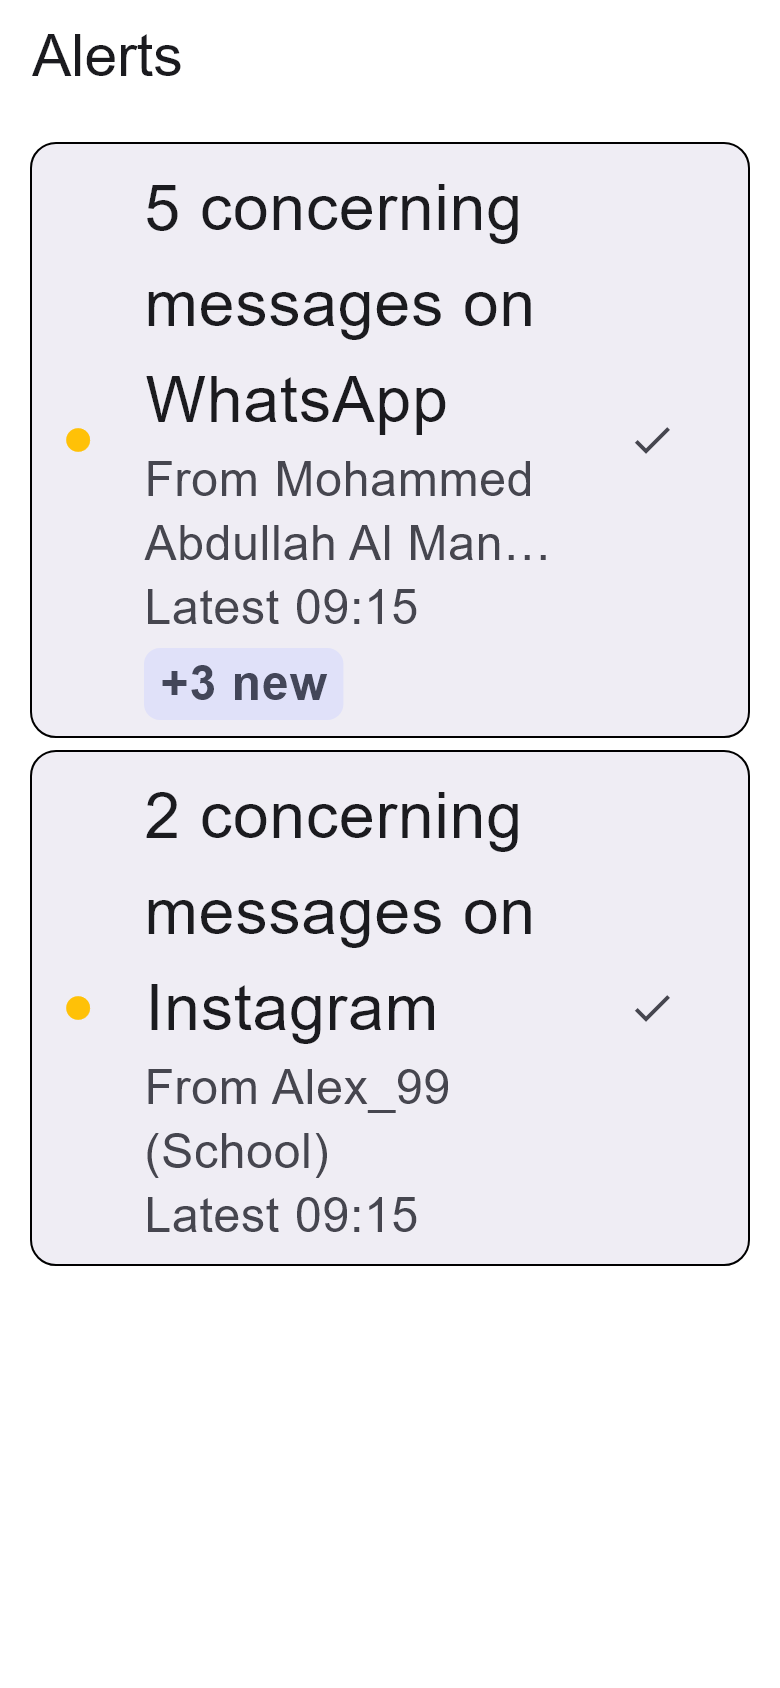 Alerts
5 concerning
messages on
WhatsApp
From Mohammed
Abdullah Al Man…
Latest 09:15
+3 new
2 concerning
messages on
Instagram
From Alex_99
(School)
Latest 09:15